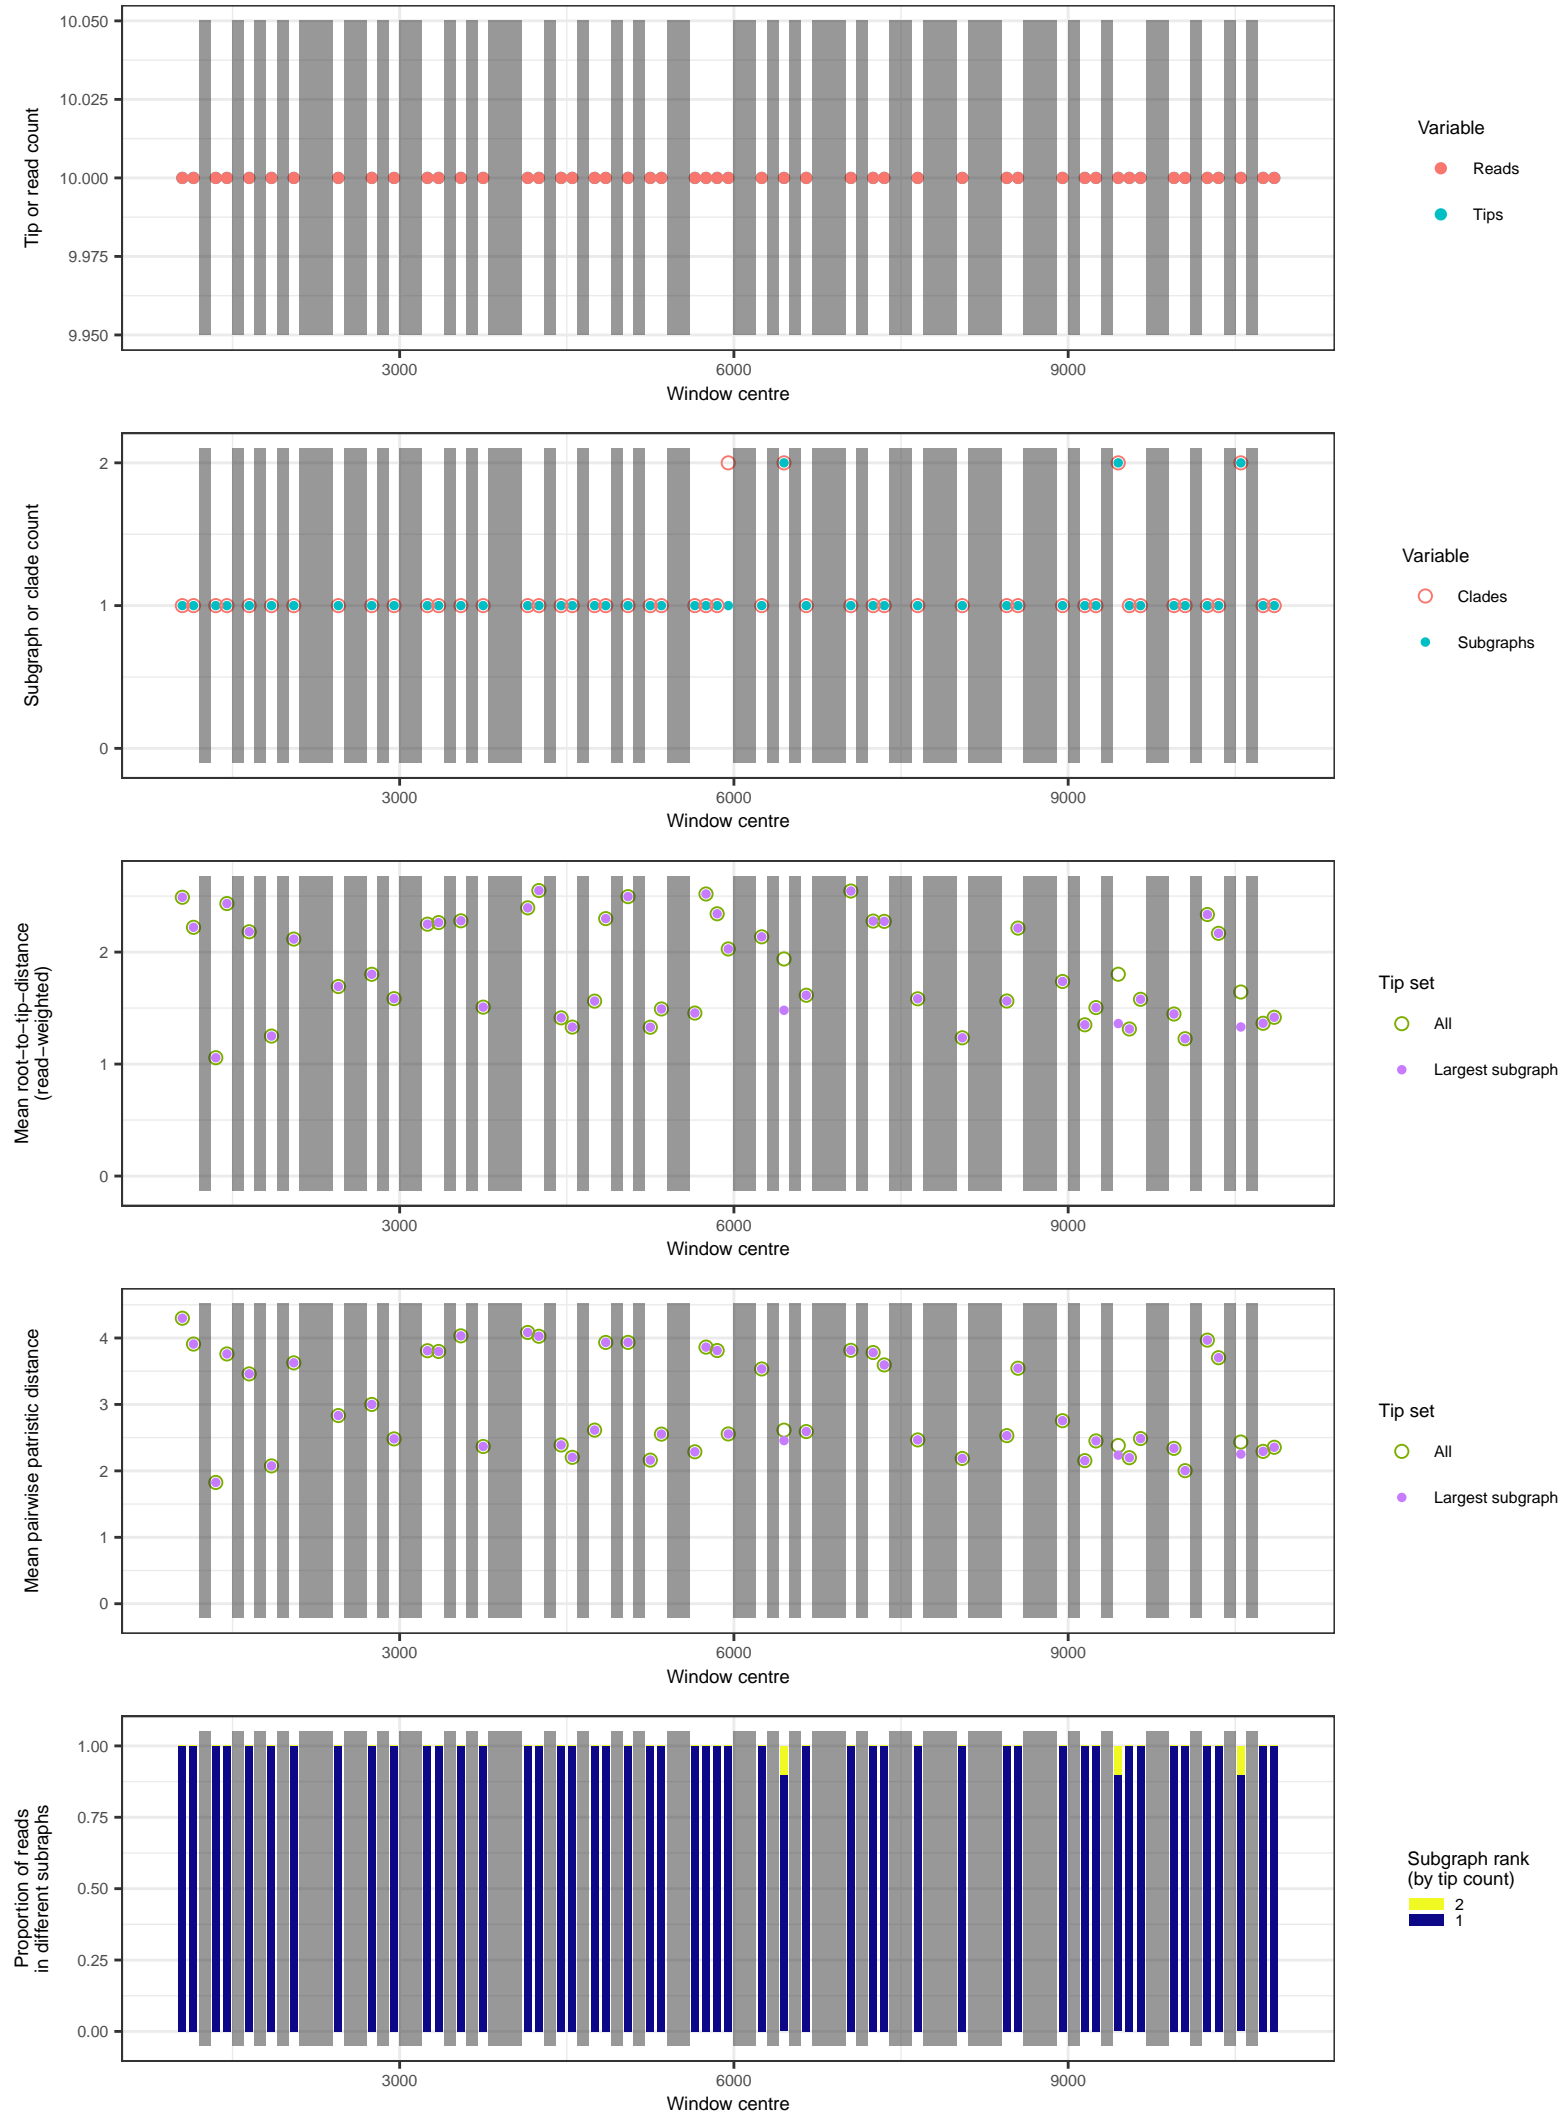 10.050
10.025
10.000
9.975
9.950
Tip or read count
3000
6000
9000
Window centre
Variable
Reads
Tips
2
1
0
Subgraph or clade count
3000
6000
9000
Window centre
Variable
Clades
Subgraphs
2
1
0
Mean root−to−tip−distance
(read−weighted)
3000
6000
9000
Window centre
Tip set
All
Largest subgraph
4
3
2
1
0
Mean pairwise patristic distance
3000
6000
9000
Window centre
Tip set
All
Largest subgraph
1.00
0.75
0.50
0.25
0.00
Proportion of reads
in different subraphs
3000
6000
9000
Window centre
Subgraph rank
(by tip count)
2
1